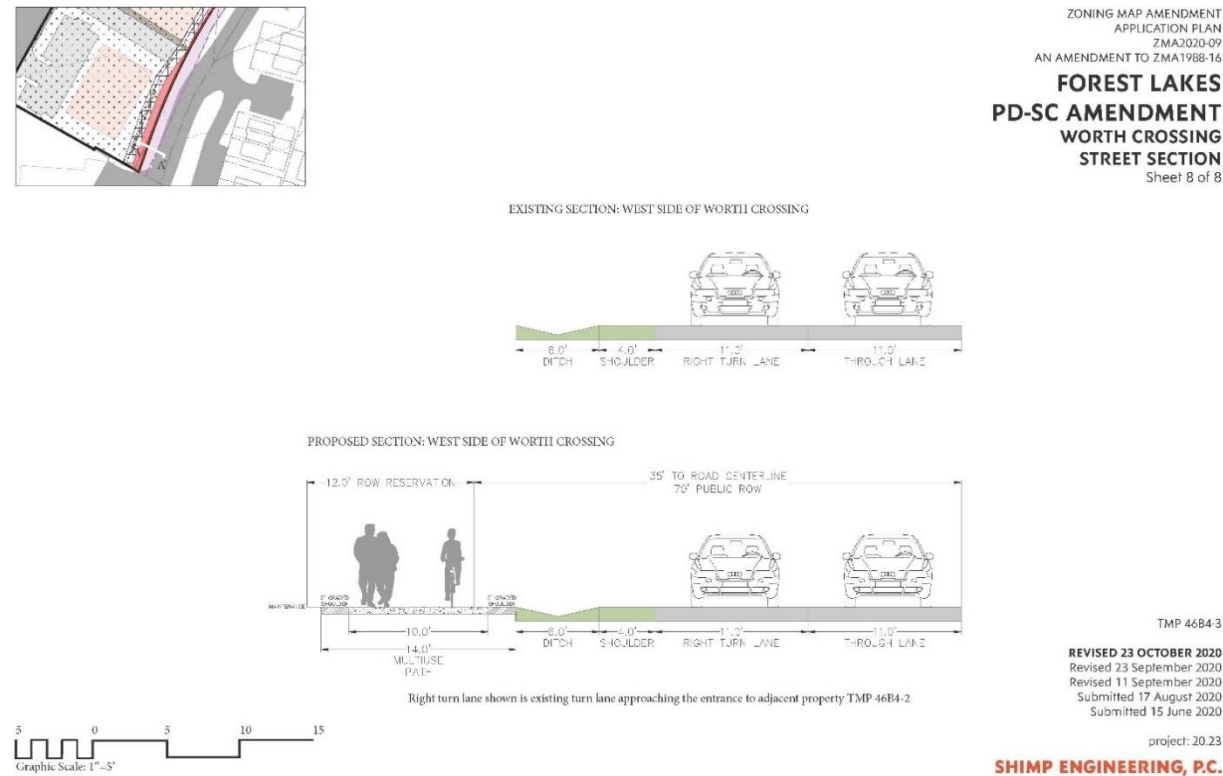 ZONING MAP AMENDMENT
APPLICATION PLAN
ZMA2020-09
AN AMENDMENT TO ZMA1988-16
FOREST LAKES
PD-SC AMENDMENT
WORTH CROSSING
STREET SECTION
Sheet 8 of 8
A
EXISTING SECTION: WEST SIDE OF WORTH CROSSING
6.0' 4.0' 11.0' 11.0'
DITCH SHOULDER RIGHT TURN LANE THROUGH LANE
PROPOSED SECTION: WEST SIDE OF WORTH CROSSING
12.0' ROW RESERVATION
35' TO ROAD CENTERLINE
70' PUBLIC ROW
MAINTENANCE
2' GRADED
SHOULDER
2' GRADED
SHOULDER
10.0'
14.0'
MULTIUSE
PATH
6.0' 4.0' 11.0' 11.0'
DITCH SHOULDER RIGHT TURN LANE THROUGH LANE
Right turn lane shown is existing turn lane approaching the entrance to adjacent property TMP 46B4-2
TMP 46B4-3
REVISED 23 OCTOBER 2020
Revised 23 September 2020
Revised 11 September 2020
Submitted 17 August 2020
Submitted 15 June 2020
project: 20.23
SHIMP ENGINEERING, P.C.
5 0 5 10 15
Graphic Scale: 1"=5'